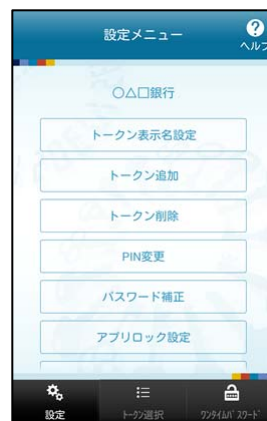 設定メニュー
?
ヘルプ
○△□銀行
トークン表示名設定
トークン追加
トークン削除
PIN変更
パスワード補正
アプリロック設定
設定
トークン選択
ワンタイムパスワード